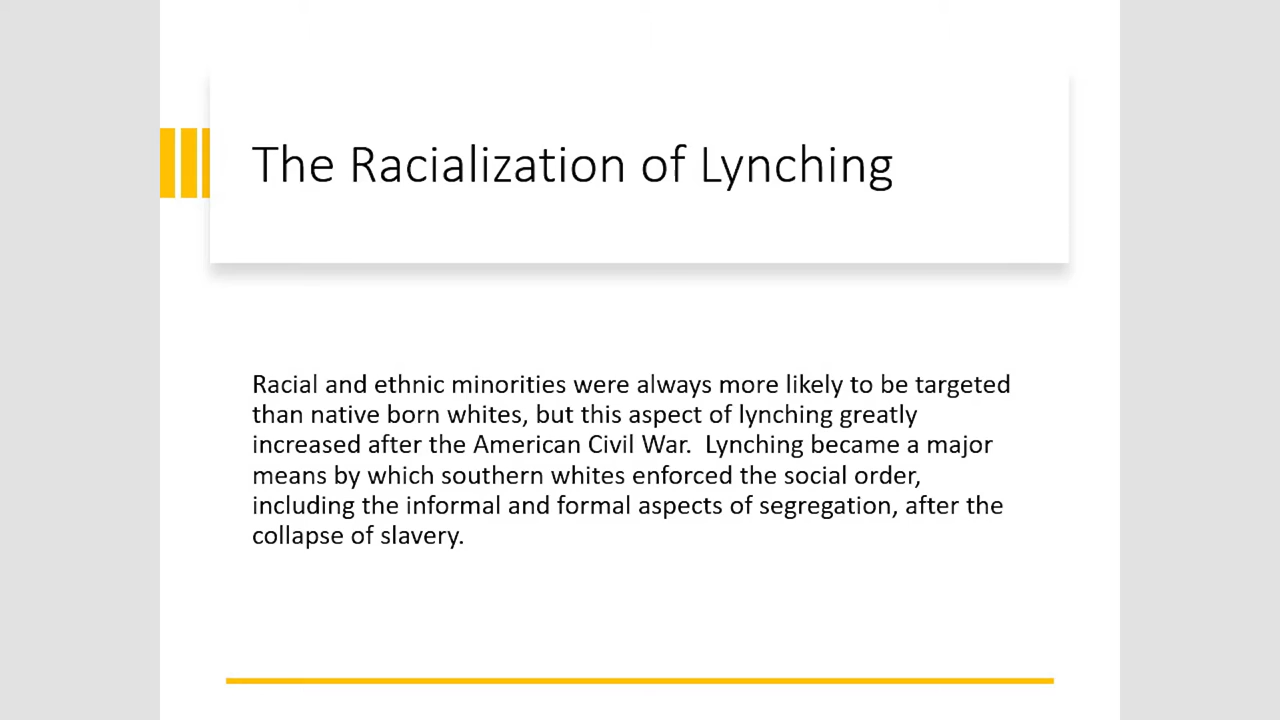 The Racialization of Lynching
Racial and ethnic minorities were always more likely to be targeted
than native born whites, but this aspect of lynching greatly
increased after the American Civil War.  Lynching became a major
means by which southern whites enforced the social order,
including the informal and formal aspects of segregation, after the
collapse of slavery.